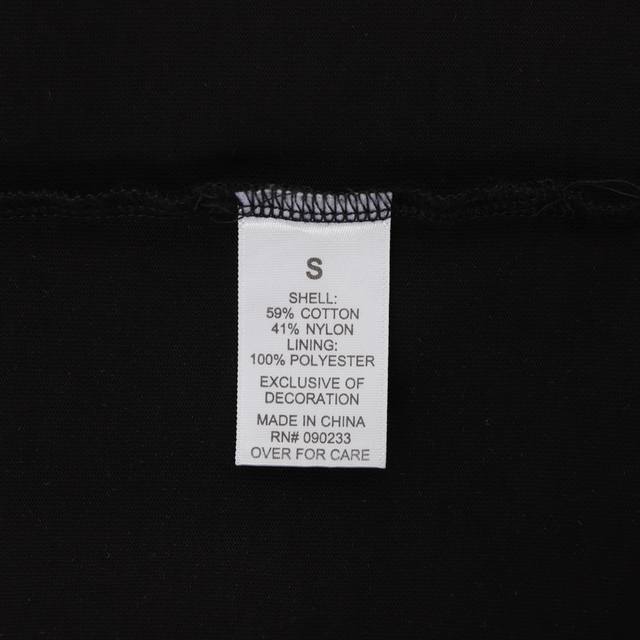 S
SHELL:
59% COTTON
41% NYLON
LINING:
100% POLYESTER
EXCLUSIVE OF
DECORATION
MADE IN CHINA
RN# 090233
OVER FOR CARE